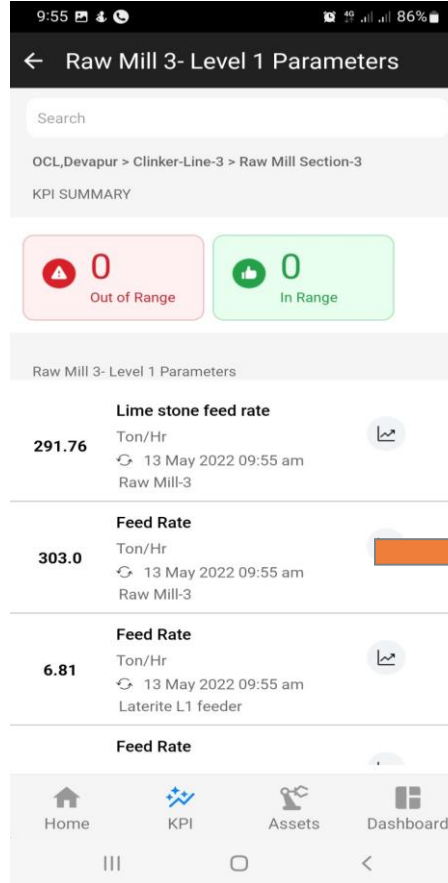 9:55 4G 86%
Raw Mill 3- Level 1 Parameters
Search
OCL,Devapur > Clinker-Line-3 > Raw Mill Section-3
KPI SUMMARY
0 0
Out of Range In Range
Raw Mill 3- Level 1 Parameters
Lime stone feed rate
291.76 Ton/Hr
13 May 2022 09:55 am
Raw Mill-3
Feed Rate
303.0 Ton/Hr
13 May 2022 09:55 am
Raw Mill-3
Feed Rate
6.81 Ton/Hr
13 May 2022 09:55 am
Laterite L1 feeder
Feed Rate
Home KPI Assets Dashboard